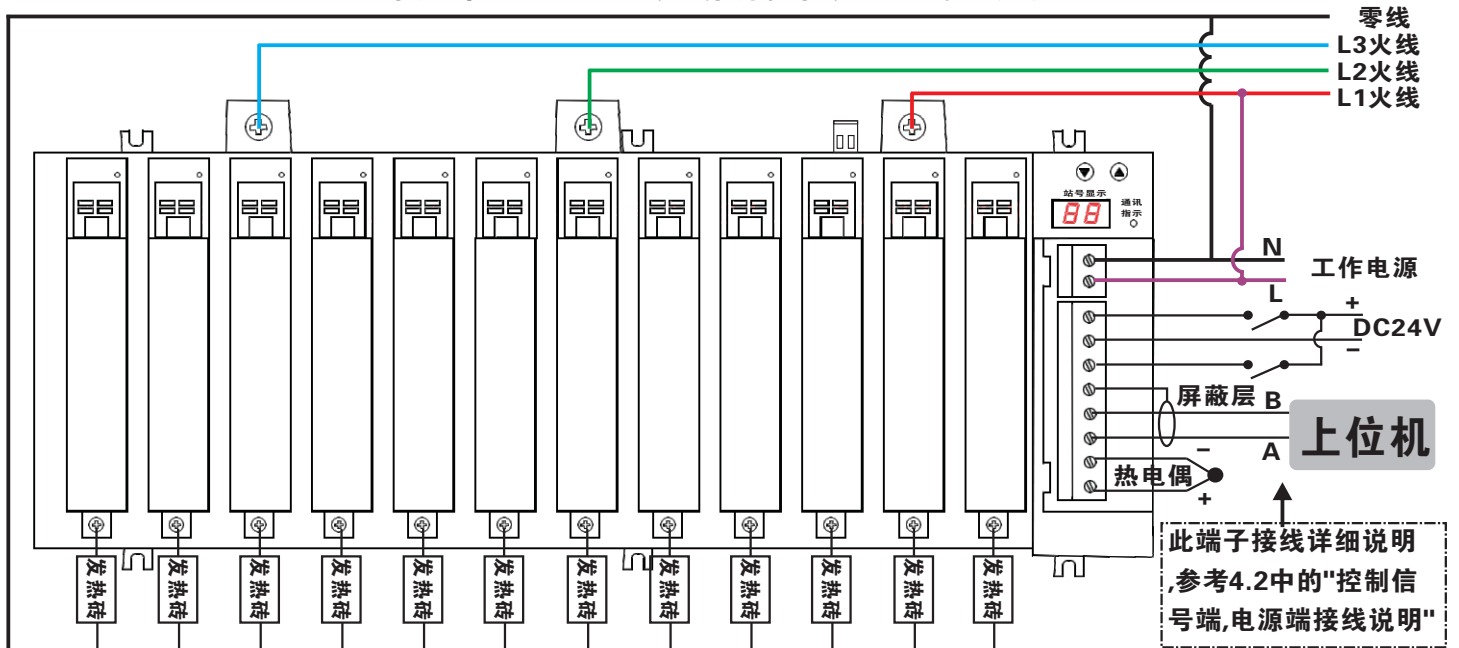 零线
L3火线
L2火线
L1火线
站号显示
88
通讯
指示
N
工作电源
L
+
DC24V
−
屏蔽层
B
A
上位机
−
热电偶
+
此端子接线详细说明
,参考4.2中的"控制信
号端,电源端接线说明"
发热砖
发热砖
发热砖
发热砖
发热砖
发热砖
发热砖
发热砖
发热砖
发热砖
发热砖
发热砖